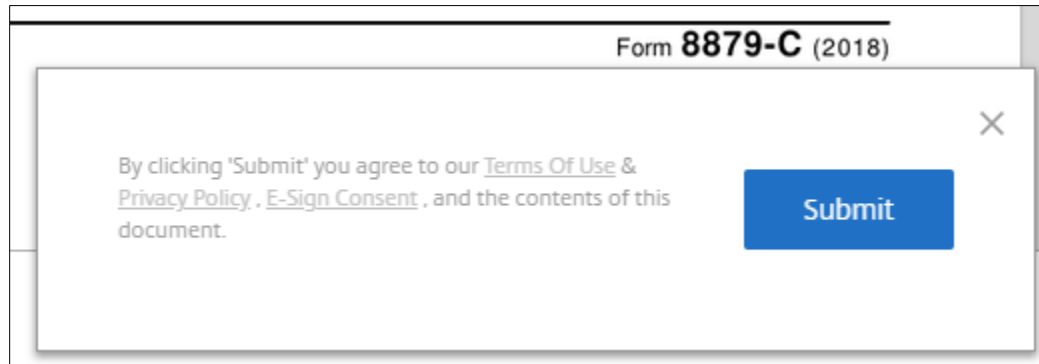 Form 8879-C (2018)
By clicking 'Submit' you agree to our Terms Of Use &
Privacy Policy , E-Sign Consent , and the contents of this
document.
Submit